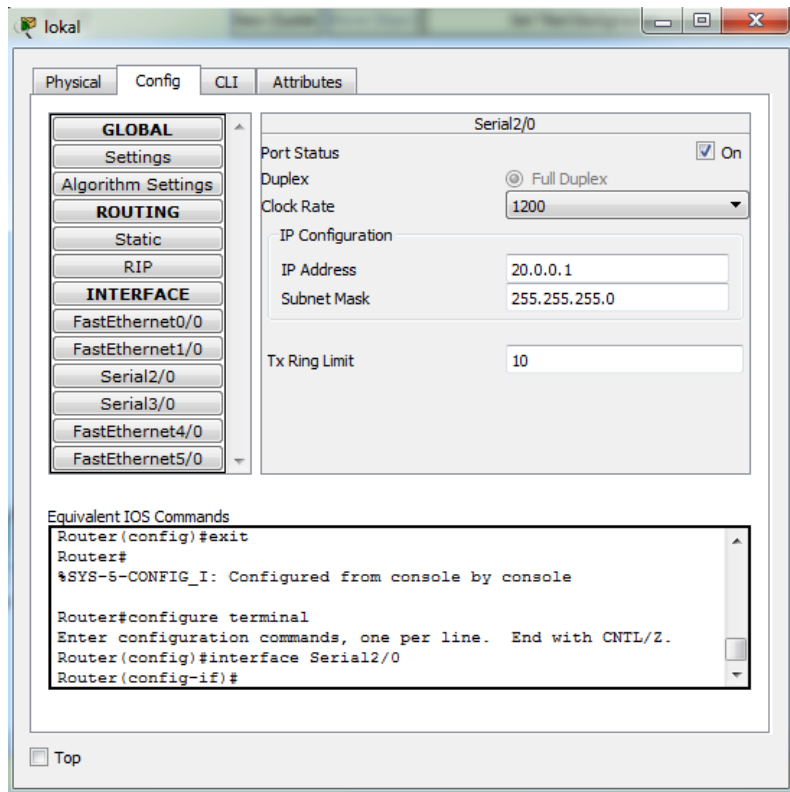 lokal
Physical Config CLI Attributes
GLOBAL
Settings
Algorithm Settings
ROUTING
Static
RIP
INTERFACE
FastEthernet0/0
FastEthernet1/0
Serial2/0
Serial3/0
FastEthernet4/0
FastEthernet5/0
Serial2/0
Port Status On
Duplex Full Duplex
Clock Rate 1200
IP Configuration
IP Address 20.0.0.1
Subnet Mask 255.255.255.0
Tx Ring Limit 10
Equivalent IOS Commands
Router(config)#exit
Router#
%SYS-5-CONFIG_I: Configured from console by console
Router#configure terminal
Enter configuration commands, one per line. End with CNTL/Z.
Router(config)#interface Serial2/0
Router(config-if)#
Top